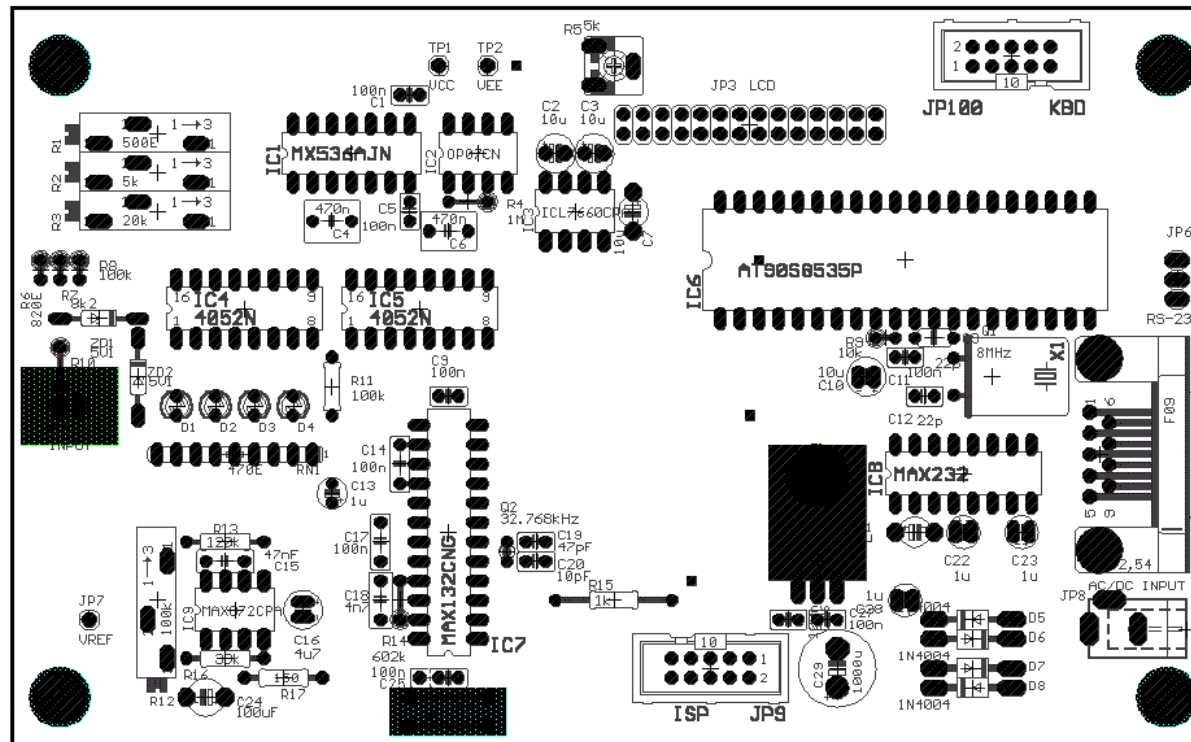 TP1
VCC
TP2
VEE
R5
5k
JP3 LCD
2
1
10
JP100
KBD
100n
C1
C2
10u
C3
10u
R1
500E
1
3
R2
5k
1
3
R3
20k
1
3
IC1
MX536AJN
IC2
470n
C4
C5
100n
470n
C6
R4
1M
IC3
ICL7660CP
10u
C7
IC6
AT90S8535P
JP6
RS-23
R8
100k
R6
820E
R7
8k2
16
9
IC4
4052N
1
8
16
9
IC5
4052N
1
8
ZD1
5V1
ZD2
5V1
R10
INPUT
R11
100k
C9
100n
D1
D2
D3
D4
470E
RN1
1
R9
10k
10u
C10
C11
100n
22p
Q1
8MHz
X1
C12
22p
1
6
5
9
F09
2,54
IC8
MAX232
C14
100n
C13
1u
C17
100n
Q2
32.768kHz
C19
47pF
C20
10pF
C22
1u
C23
1u
R13
47nF
C15
1
3
100k
IC9
C16
4u7
C18
4n7
MAX132CNG
IC7
R14
602k
100n
C25
R15
1k
1u
JP7
VREF
R16
R12
C24
100uF
150
R17
10
1
2
ISP
JP9
C29
1000u
100n
1N4004
D5
D6
1N4004
D7
D8
1N4004
AC/DC INPUT
JP8